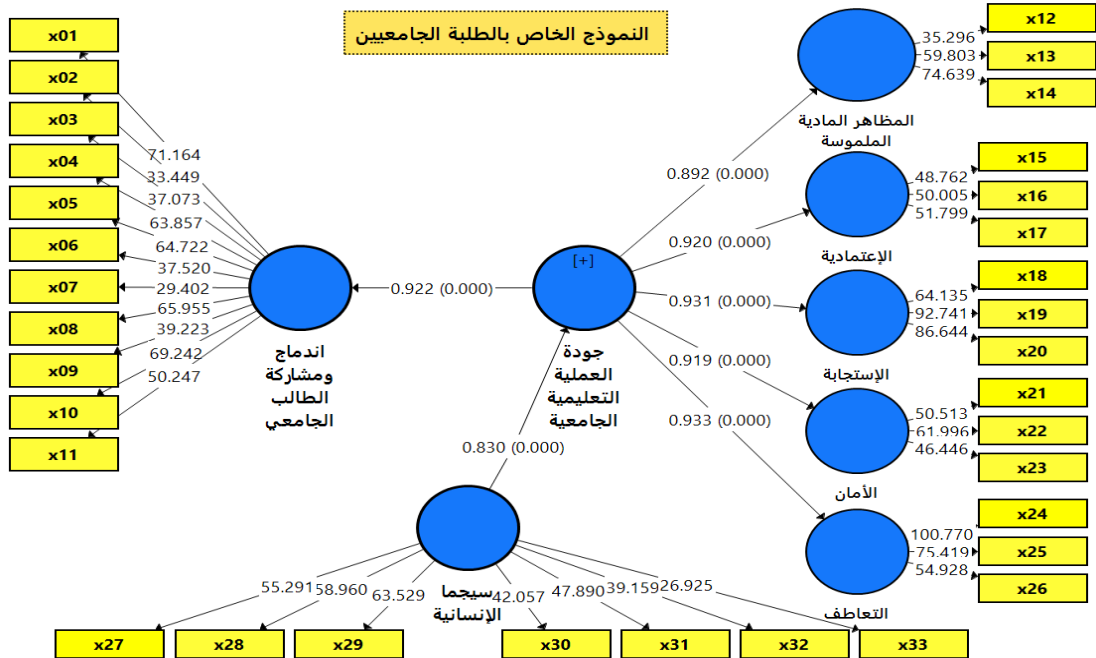 النموذج الخاص بالطلبة الجامعيين
x01
x02
x03
x04
x05
x06
x07
x08
x09
x10
x11
71.164
33.449
37.073
63.857
64.722
37.520
29.402
65.955
39.223
69.242
50.247
اندماج
ومشاركة
الطالب
الجامعي
0.922 (0.000)
[+]
جودة
العملية
التعليمية
الجامعية
0.830 (0.000)
0.892 (0.000)
0.920 (0.000)
0.931 (0.000)
0.919 (0.000)
0.933 (0.000)
المظاهر المادية
الملموسة
35.296
59.803
74.639
x12
x13
x14
الإعتمادية
48.762
50.005
51.799
x15
x16
x17
الإستجابة
64.135
92.741
86.644
x18
x19
x20
الأمان
50.513
61.996
46.446
x21
x22
x23
التعاطف
100.770
75.419
54.928
x24
x25
x26
سيجما
الإنسانية
55.291
58.960
63.529
42.057
47.890
39.159
26.925
x27
x28
x29
x30
x31
x32
x33